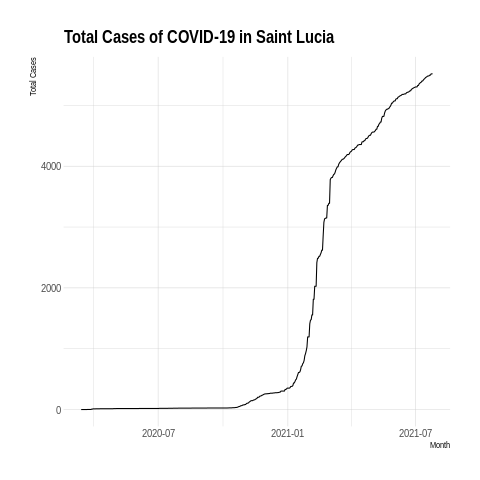 Total Cases of COVID-19 in Saint Lucia
Total Cases
4000
2000
0
2020-07
2021-01
2021-07
Month